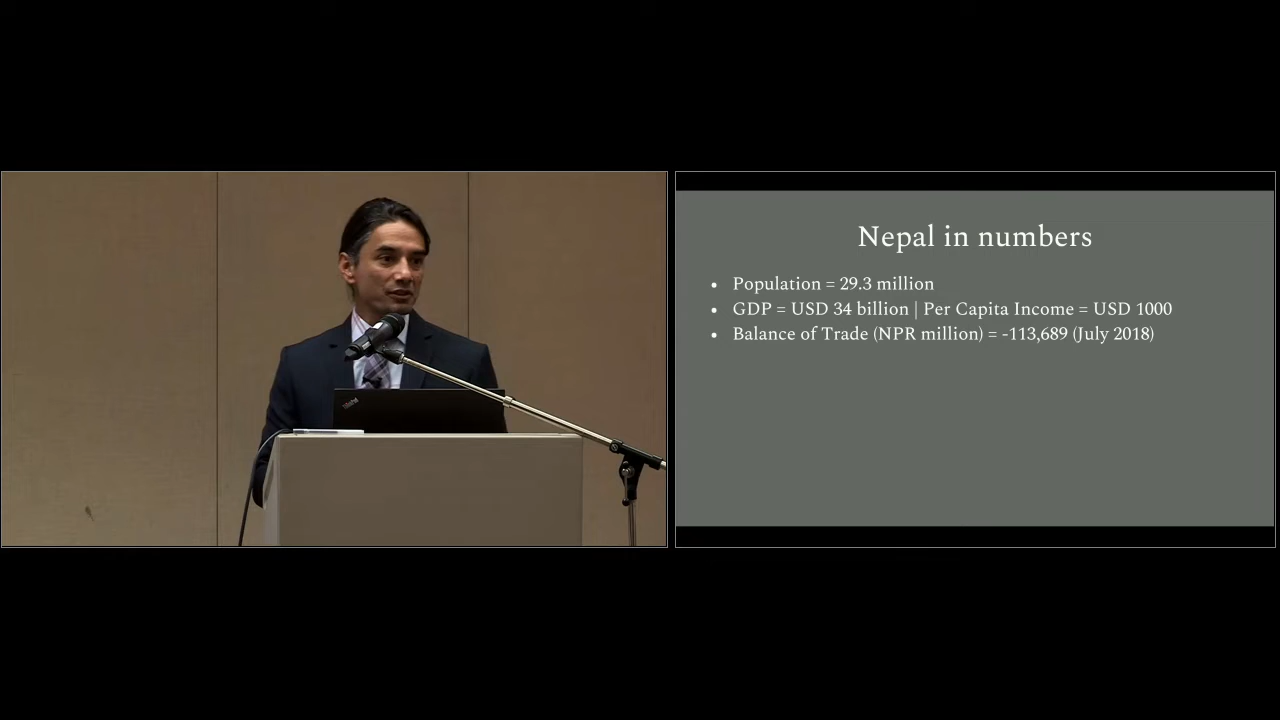 ThinkPad
Nepal in numbers
• Population = 29.3 million
• GDP = USD 34 billion | Per Capita Income = USD 1000
• Balance of Trade (NPR million) = -113,689 (July 2018)